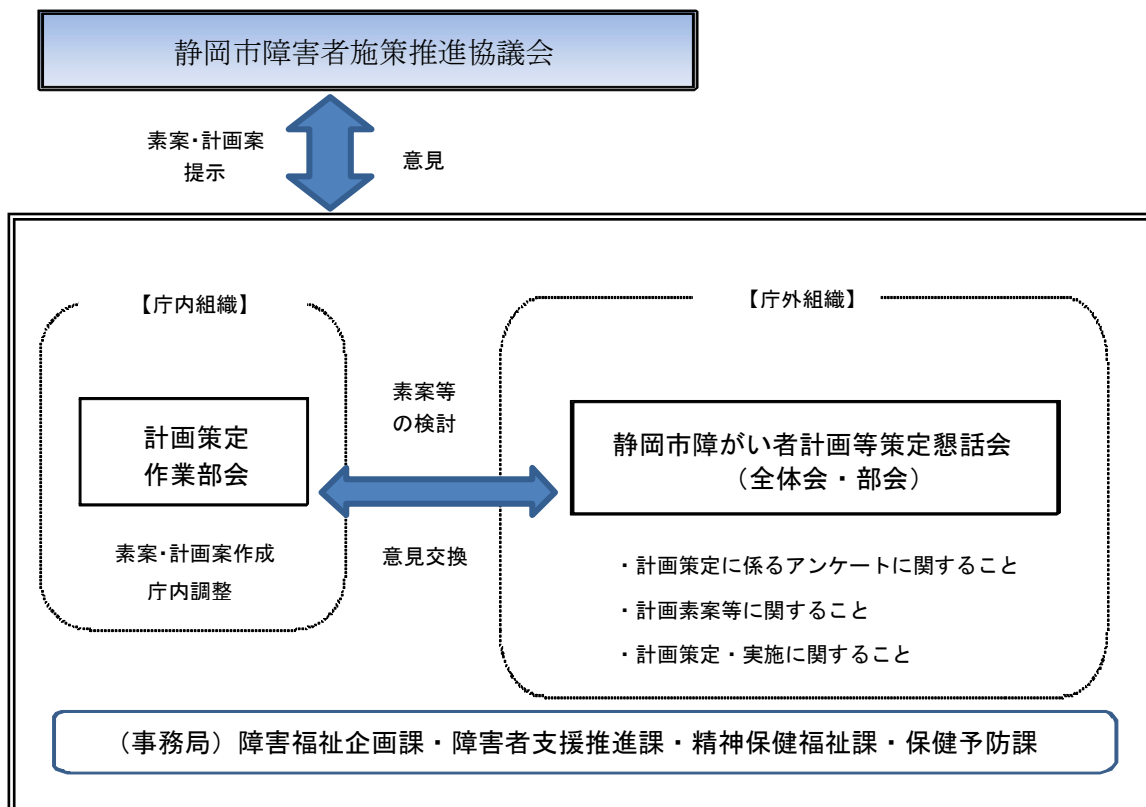 静岡市障害者施策推進協議会
素案・計画案
提示
意見
【庁内組織】
計画策定
作業部会
素案・計画案作成
庁内調整
素案等
の検討
意見交換
【庁外組織】
静岡市障がい者計画等策定懇話会
（全体会・部会）
・計画策定に係るアンケートに関すること
・計画素案等に関すること
・計画策定・実施に関すること
（事務局）障害福祉企画課・障害者支援推進課・精神保健福祉課・保健予防課